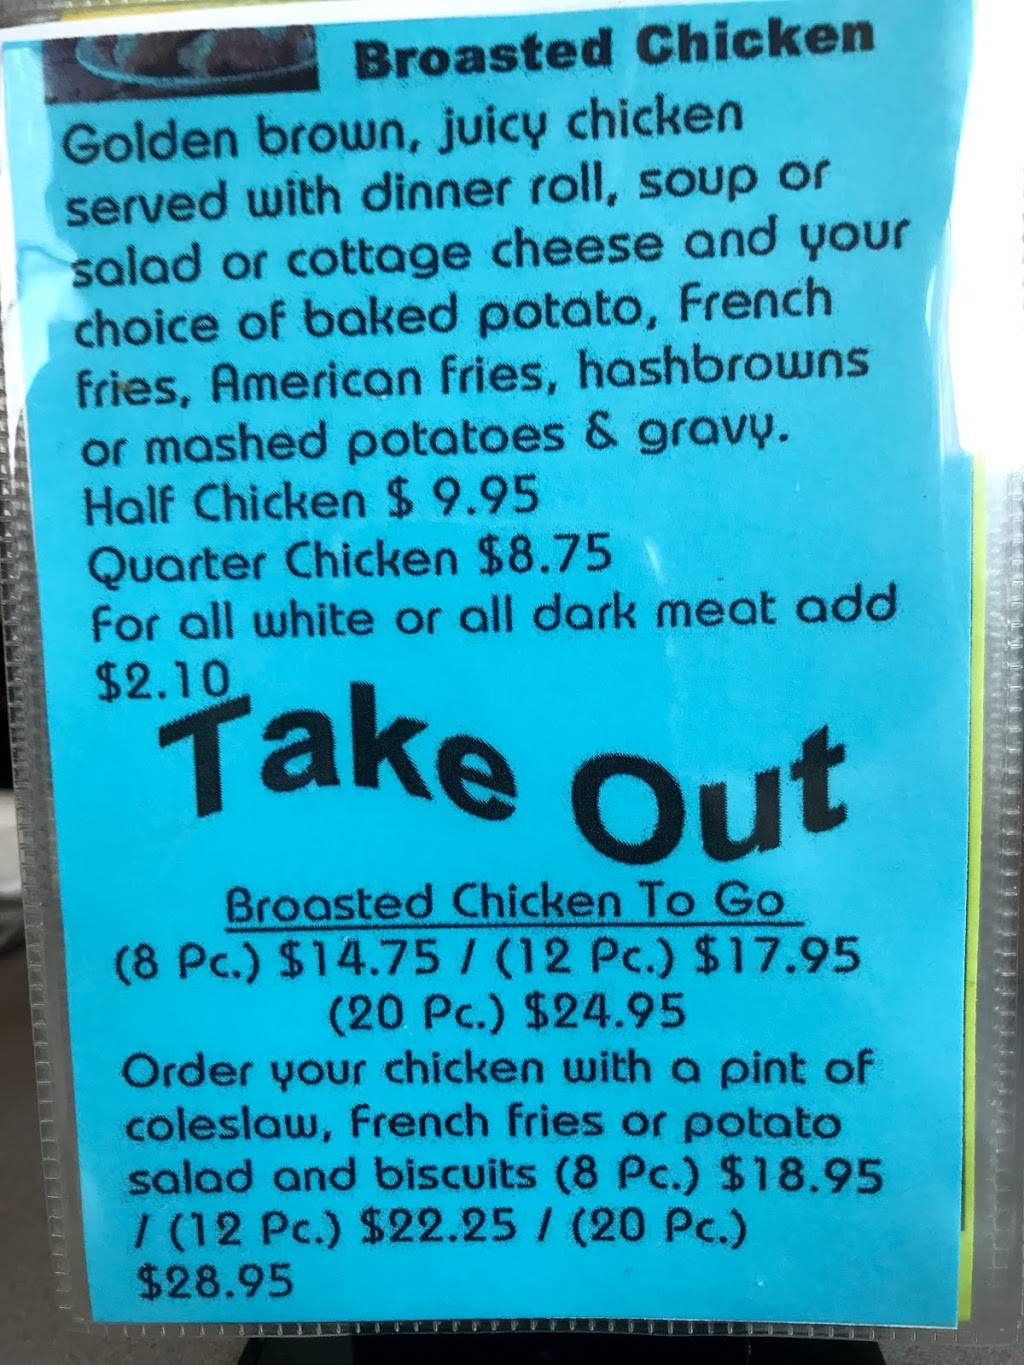 Broasted Chicken
Golden brown, juicy chicken
served with dinner roll, soup or
salad or cottage cheese and your
choice of baked potato, French
fries, American fries, hashbrowns
or mashed potatoes & gravy.
Half Chicken $ 9.95
Quarter Chicken $8.75
For all white or all dark meat add
$2.10
Take Out
Broasted Chicken To Go
(8 Pc.) $14.75 / (12 Pc.) $17.95
(20 Pc.) $24.95
Order your chicken with a pint of
coleslaw, French fries or potato
salad and biscuits (8 Pc.) $18.95
/ (12 Pc.) $22.25 / (20 Pc.)
$28.95